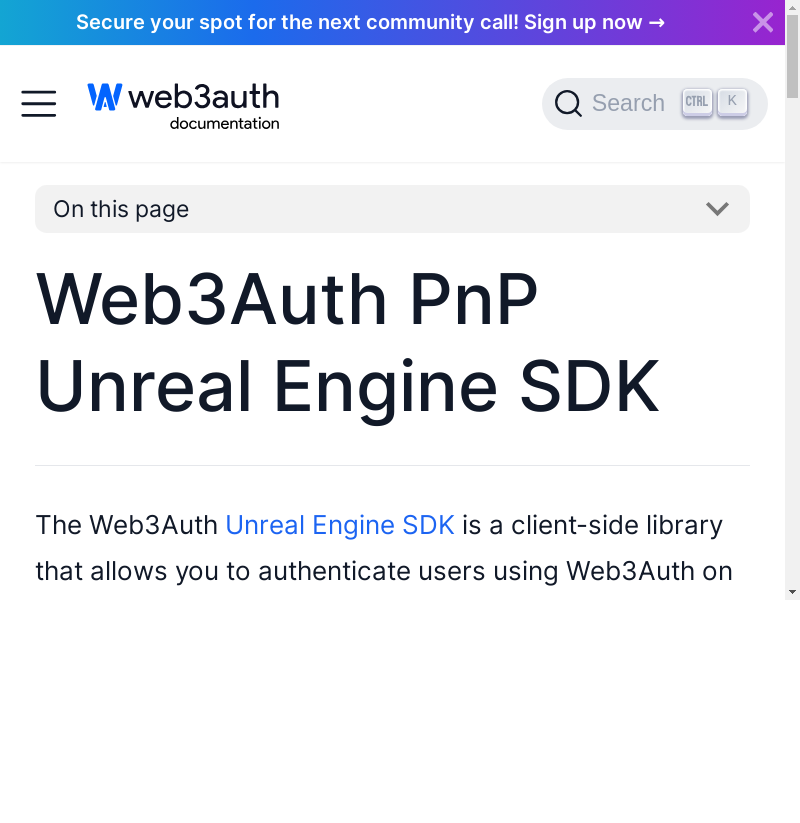 Secure your spot for the next community call! Sign up now →
web3auth
documentation
Search CTRL K
On this page
Web3Auth PnP
Unreal Engine SDK
The Web3Auth Unreal Engine SDK is a client-side library
that allows you to authenticate users using Web3Auth on